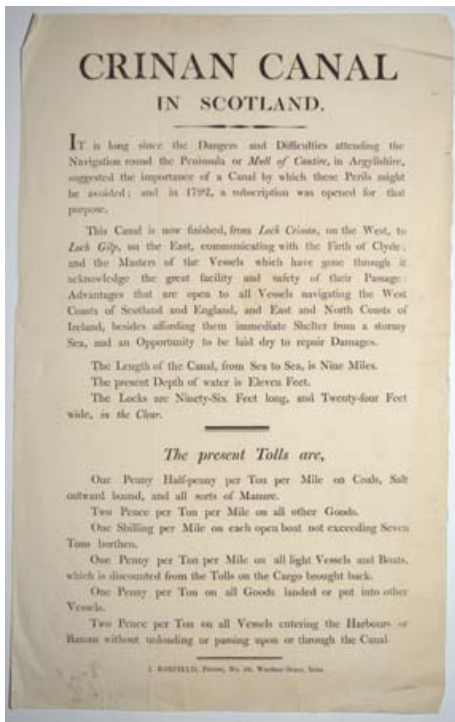 CRINAN CANAL
IN SCOTLAND.
IT is long since the Dangers and Difficulties attending the
Navigation round the Peninsula or Mull of Cantire, in Argyllshire,
suggested the importance of a Canal by which these Perils might
be avoided: and in 1792, a subscription was opened for that
purpose.
This Canal is now finished, from Loch Crinan, on the West, to
Loch Gilp, on the East, communicating with the Firth of Clyde;
and the Masters of the Vessels which have gone through it
acknowledge the great facility and safety of their Passage:
Advantages that are open to all Vessels navigating the West
Coasts of Scotland and England, and East and North Coasts of
Ireland, besides affording them immediate Shelter from a stormy
Sea, and an Opportunity to be laid dry to repair Damages.
The Length of the Canal, from Sea to Sea, is Nine Miles.
The present Depth of water is Eleven Feet.
The Locks are Ninety-Six Feet long, and Twenty-four Feet
wide, in the Clear.
The present Tolls are,
One Penny Half-penny per Ton per Mile on Coals, Salt
outward bound, and all sorts of Manure.
Two Pence per Ton per Mile on all other Goods.
One Shilling per Mile on each open boat not exceeding Seven
Tons burthen.
One Penny per Ton per Mile on all light Vessels and Boats,
which is discounted from the Tolls on the Cargo brought back.
One Penny per Ton on all Goods landed or put into other
Vessels.
Two Pence per Ton on all Vessels entering the Harbours or
Basons without unloading or passing upon or through the Canal.
BARFIELD, Printer, No. Wardour-Street, Soho.